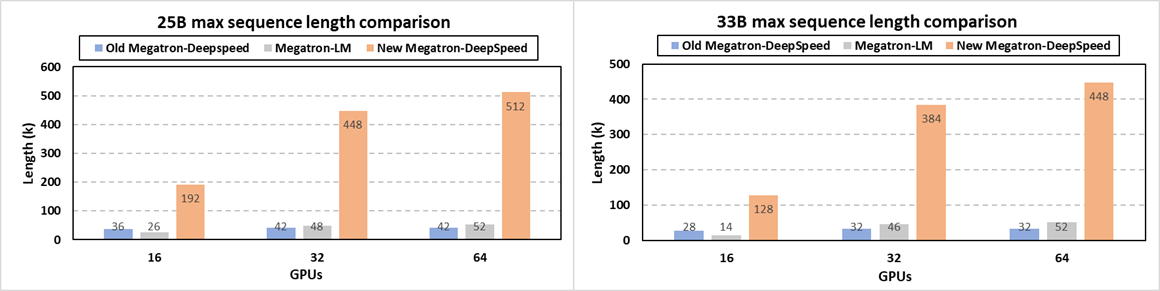 25B max sequence length comparison
Old Megatron-Deepspeed Megatron-LM New Megatron-DeepSpeed
600
500
400
300
200
100
0
Length (k)
36 26 192
42 48 448
42 52 512
16 32 64
GPUs
33B max sequence length comparison
Old Megatron-DeepSpeed Megatron-LM New Megatron-DeepSpeed
500
400
300
200
100
0
Length (k)
28 14 128
32 46 384
32 52 448
16 32 64
GPUs